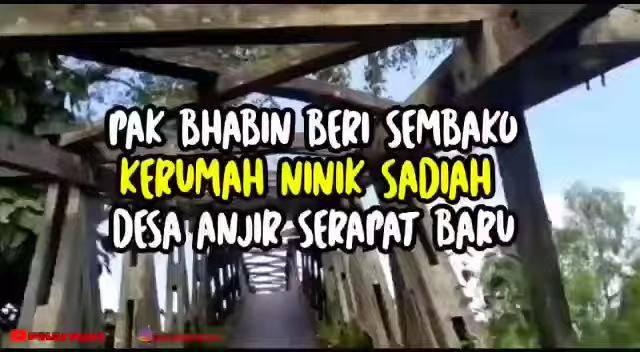 PAK BHABIN BERI SEMBAKO
KERUMAH NINIK SADIAH
DESA ANJIR SERAPAT BARU